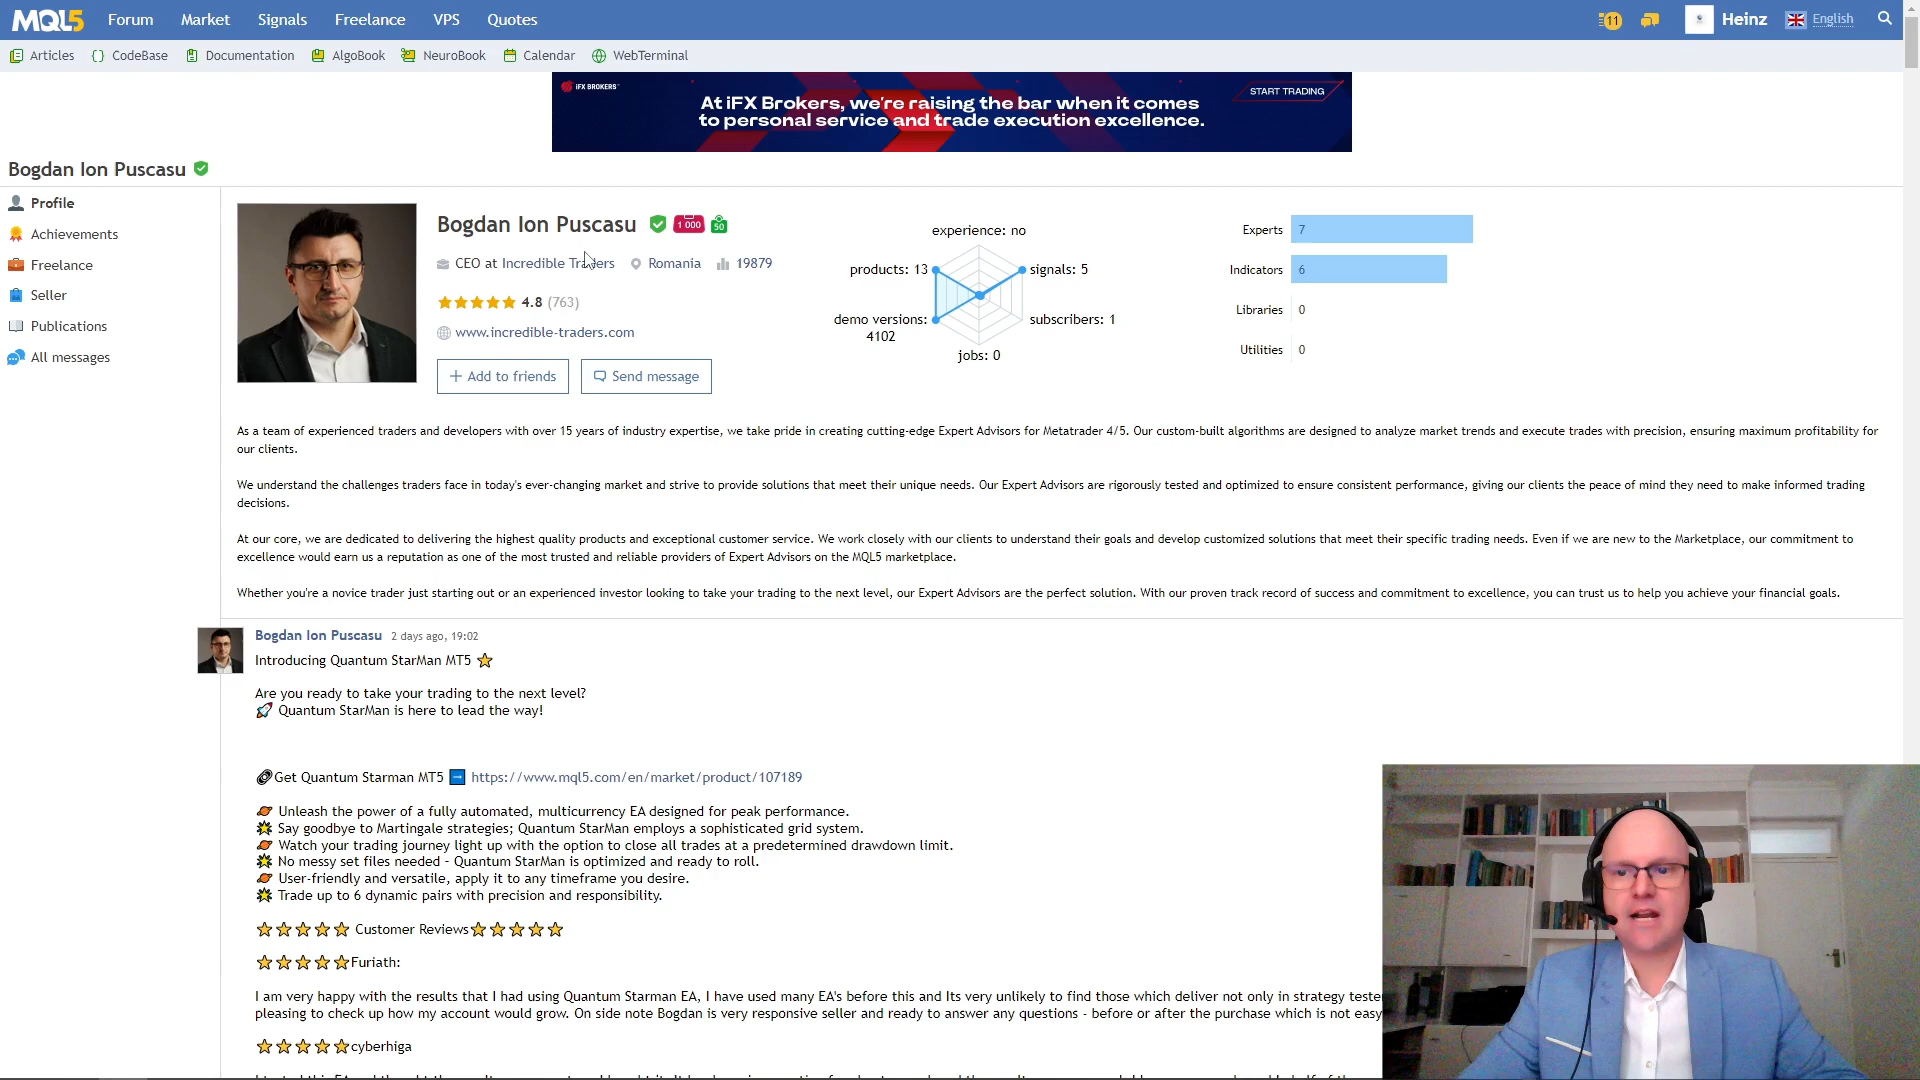 MQL5 Forum Market Signals Freelance VPS Quotes 11 Heinz English
Articles CodeBase Documentation AlgoBook NeuroBook Calendar WebTerminal
iFX BROKERS
START TRADING
At iFX Brokers, we're raising the bar when it comes
to personal service and trade execution excellence.
Bogdan Ion Puscasu
Profile
Achievements
Freelance
Seller
Publications
All messages
Bogdan Ion Puscasu 1 000 50
CEO at Incredible Traders Romania 19879
4.8 (763)
www.incredible-traders.com
+ Add to friends Send message
experience: no
products: 13 signals: 5
demo versions: 4102 subscribers: 1
jobs: 0
Experts 7
Indicators 6
Libraries 0
Utilities 0
As a team of experienced traders and developers with over 15 years of industry expertise, we take pride in creating cutting-edge Expert Advisors for Metatrader 4/5. Our custom-built algorithms are designed to analyze market trends and execute trades with precision, ensuring maximum profitability for
our clients.
We understand the challenges traders face in today's ever-changing market and strive to provide solutions that meet their unique needs. Our Expert Advisors are rigorously tested and optimized to ensure consistent performance, giving our clients the peace of mind they need to make informed trading
decisions.
At our core, we are dedicated to delivering the highest quality products and exceptional customer service. We work closely with our clients to understand their goals and develop customized solutions that meet their specific trading needs. Even if we are new to the Marketplace, our commitment to
excellence would earn us a reputation as one of the most trusted and reliable providers of Expert Advisors on the MQL5 marketplace.
Whether you're a novice trader just starting out or an experienced investor looking to take your trading to the next level, our Expert Advisors are the perfect solution. With our proven track record of success and commitment to excellence, you can trust us to help you achieve your financial goals.
Bogdan Ion Puscasu 2 days ago, 19:02
Introducing Quantum StarMan MT5
Are you ready to take your trading to the next level?
Quantum StarMan is here to lead the way!
Get Quantum Starman MT5 https://www.mql5.com/en/market/product/107189
Unleash the power of a fully automated, multicurrency EA designed for peak performance.
Say goodbye to Martingale strategies; Quantum StarMan employs a sophisticated grid system.
Watch your trading journey light up with the option to close all trades at a predetermined drawdown limit.
No messy set files needed - Quantum StarMan is optimized and ready to roll.
User-friendly and versatile, apply it to any timeframe you desire.
Trade up to 6 dynamic pairs with precision and responsibility.
Customer Reviews
Furiath:
I am very happy with the results that I had using Quantum Starman EA, I have used many EA's before this and Its very unlikely to find those which deliver not only in strategy teste
pleasing to check up how my account would grow. On side note Bogdan is very responsive seller and ready to answer any questions - before or after the purchase which is not easy
cyberhiga